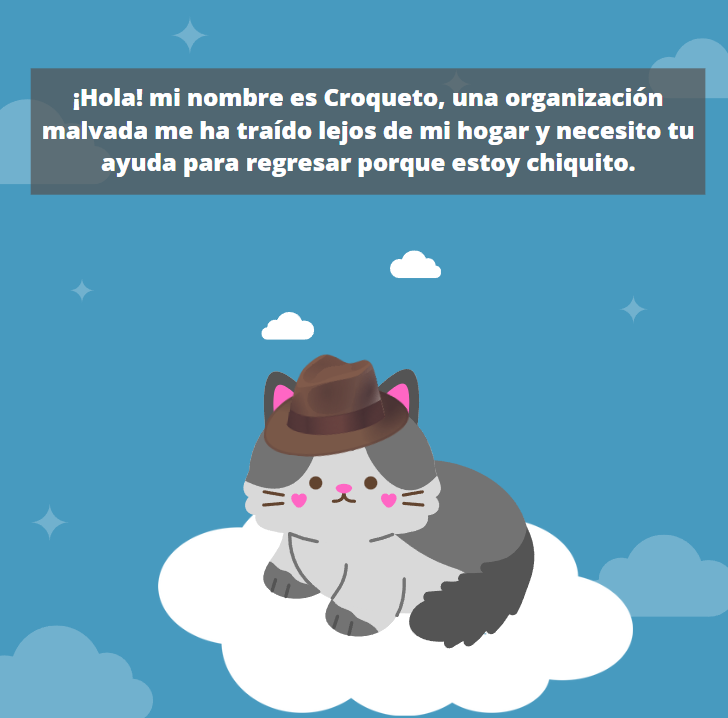 ¡Hola! mi nombre es Croqueto, una organización
malvada me ha traído lejos de mi hogar y necesito tu
ayuda para regresar porque estoy chiquito.